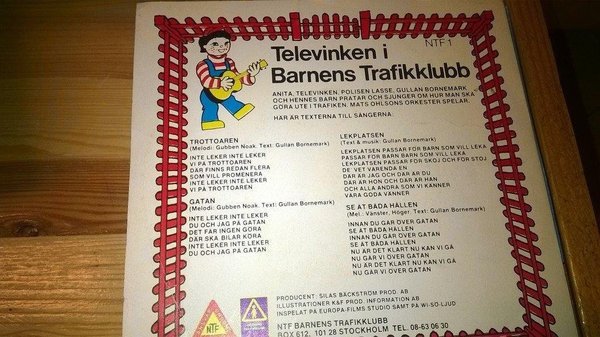 Televinken i
NTF 1
Barnens Trafikklubb
ANITA, TELEVINKEN, POLISEN LASSE, GULLAN BORNEMARK
OCH HENNES BARN PRATAR OCH SJUNGER OM HUR MAN SKA
GÖRA UTE I TRAFIKEN. MATS OHLSONS ORKESTER SPELAR.
HÄR ÄR TEXTERNA TILL SÅNGERNA.
TROTTOAREN
(Melodi: Gubben Noak. Text: Gullan Bornemark)
INTE LEKER INTE LEKER
VI PÅ TROTTOAREN
DÄR FINNS REDAN FLERA
SOM VILL PROMENERA
INTE LEKER INTE LEKER
VI PÅ TROTTOAREN
GATAN
(Melodi: Gubben Noak, Text: Gullan Bornemark)
INTE LEKER INTE LEKER
DU OCH JAG PÅ GATAN
DET FÅR INGEN GÖRA
DÄR SKA BILAR KÖRA
INTE LEKER INTE LEKER
DU OCH JAG PÅ GATAN
LEKPLATSEN
(Text & musik: Gullan Bornemark)
LEKPLATSEN PASSAR FÖR BARN SOM VILL LEKA
PASSAR FÖR BARN BARN SOM VILL LEKA
LEKPLATSEN PASSAR FÖR SKOJ OCH FÖR STOJ
DE' VET VARENDA EN
DÄR ÄR JAG OCH DÄR ÄR DU
DÄR ÄR HON OCH DÄR ÄR HAN
OCH ALLA ANDRA SOM VI KÄNNER
VÅRA GODA VÄNNER
SE ÅT BÅDA HÅLLEN
(Mel.: Vänster, Höger. Text: Gullan Bornemark)
INNAN DU GÅR ÖVER GATAN
SE ÅT BÅDA HÅLLEN
INNAN DU GÅR ÖVER GATAN
SE ÅT BÅDA HÅLLEN
NU ÄR DET KLART NU KAN VI GÅ
NU GÅR VI ÖVER GATAN
NU ÄR DET KLART NU KAN VI GÅ
NU GÅR VI ÖVER GATAN
PRODUCENT: SILAS BÄCKSTRÖM PROD. AB
ILLUSTRATIONER K&F PROD. INFORMATION AB
INSPELAT PÅ EUROPA-FILMS STUDIO SAMT PÅ WI-SÖ-LJUD
NTF
NTF BARNENS TRAFIKKLUBB
BOX 612, 101 28 STOCKHOLM TEL. 08-63 06 30